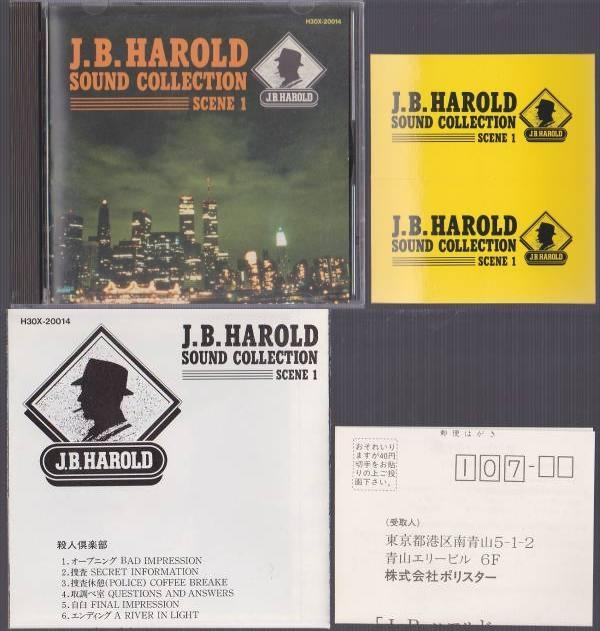 H30X-20014
J.B.HAROLD
SOUND COLLECTION
SCENE 1
J.B.HAROLD
J.B.HAROLD
SOUND COLLECTION
SCENE 1
J.B.HAROLD
J.B.HAROLD
SOUND COLLECTION
SCENE 1
J.B.HAROLD
H30X-20014
J.B.HAROLD
SOUND COLLECTION
SCENE 1
J.B.HAROLD
殺人倶楽部
1.オープニング BAD IMPRESSION
2.捜査 SECRET INFORMATION
3.捜査休憩(POLICE) COFFEE BREAKE
4.取調べ室 QUESTIONS AND ANSWERS
5.自白 FINAL IMPRESSION
6.エンディング A RIVER IN LIGHT
郵便はがき
おそれいり
ますが40円
切手をお貼
りの上ご投
函下さい。
107-
(受取人)
東京都港区南青山5-1-2
青山エリービル 6F
株式会社ポリスター